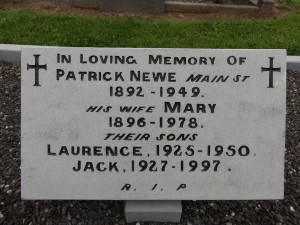 In Loving Memory Of
Patrick Newe Main St
1892-1949.
His Wife Mary
1896-1978.
Their Sons
Laurence, 1925-1950.
Jack, 1927-1997.
R.I.P